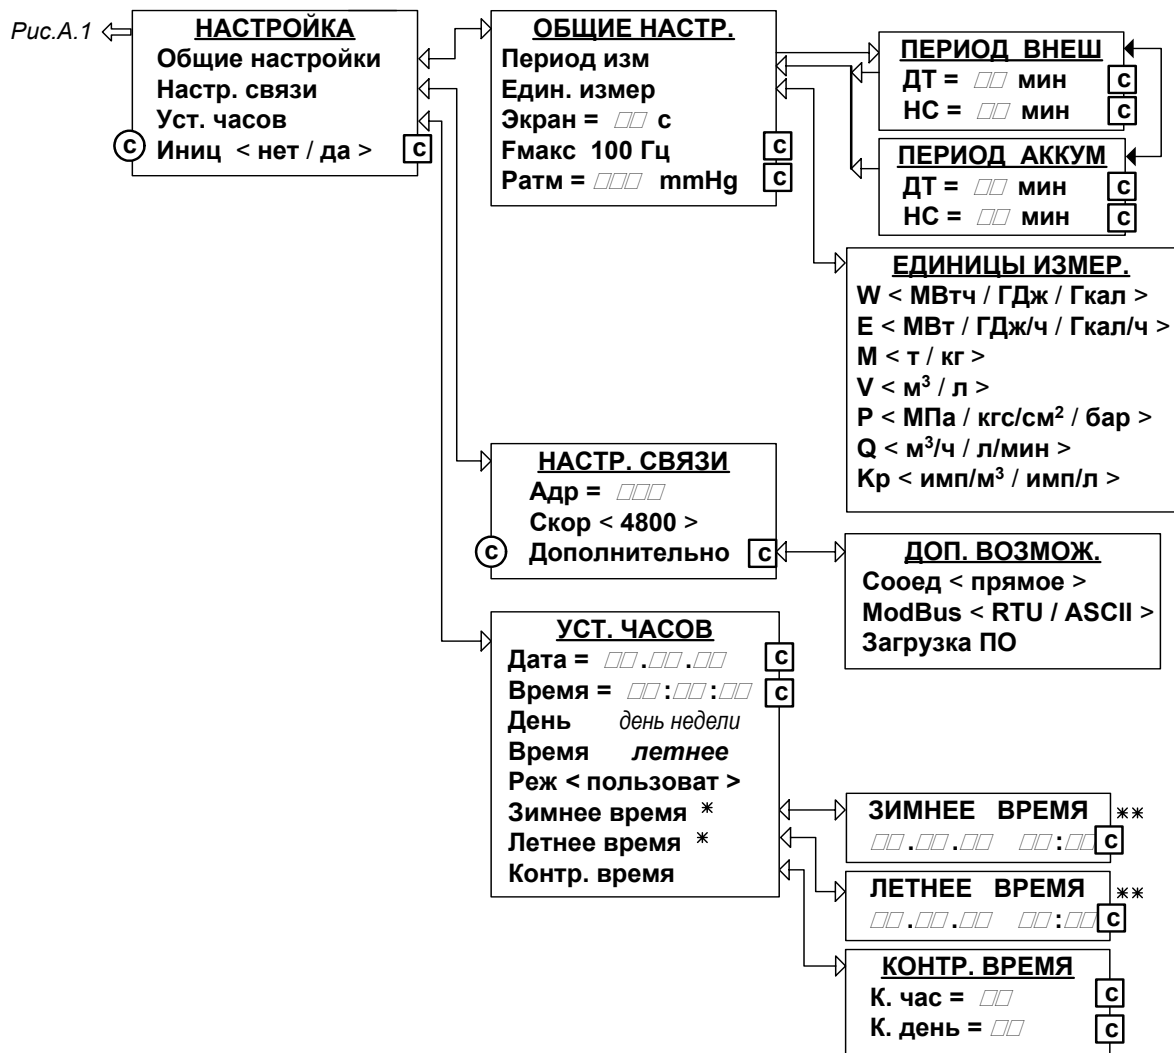 Рис.А.1
НАСТРОЙКА
Общие настройки
Настр. связи
Уст. часов
с Иниц < нет / да > с
ОБЩИЕ НАСТР.
Период изм
Един. измер
Экран = □□ с
Fмакс 100 Гц с
Ратм = □□□ mmHg с
ПЕРИОД ВНЕШ
ДТ = □□ мин с
НС = □□ мин с
ПЕРИОД АККУМ
ДТ = □□ мин с
НС = □□ мин с
ЕДИНИЦЫ ИЗМЕР.
W < МВтч / ГДж / Гкал >
E < МВт / ГДж/ч / Гкал/ч >
M < т / кг >
V < м³ / л >
P < МПа / кгс/см² / бар >
Q < м³/ч / л/мин >
Kp < имп/м³ / имп/л >
НАСТР. СВЯЗИ
Адр = □□□
Скор < 4800 >
с Дополнительно с
ДОП. ВОЗМОЖ.
Сооед < прямое >
ModBus < RTU / ASCII >
Загрузка ПО
УСТ. ЧАСОВ
Дата = □□.□□.□□ с
Время = □□:□□:□□ с
День день недели
Время летнее
Реж < пользоват >
Зимнее время *
Летнее время *
Контр. время
ЗИМНЕЕ ВРЕМЯ **
□□.□□.□□ □□:□□ с
ЛЕТНЕЕ ВРЕМЯ **
□□.□□.□□ □□:□□ с
КОНТР. ВРЕМЯ
К. час = □□ с
К. день = □□ с